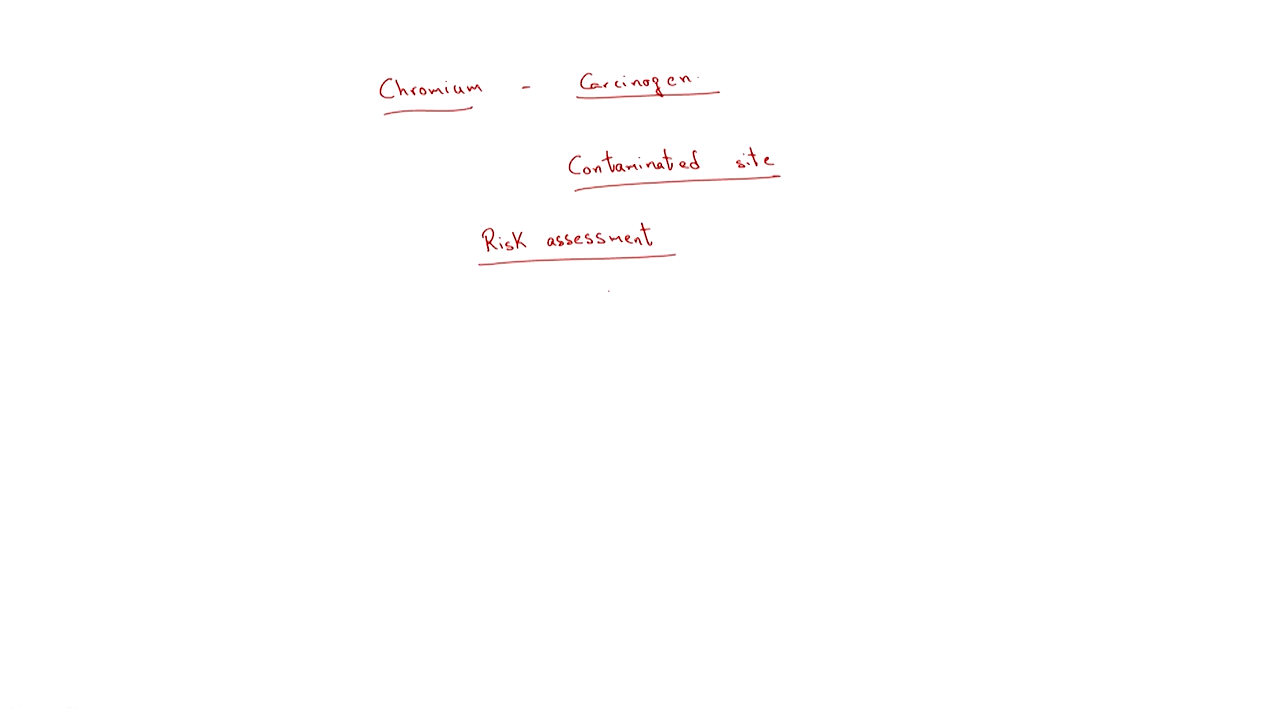 Chromium - Carcinogen.
Contaminated site
Risk assessment